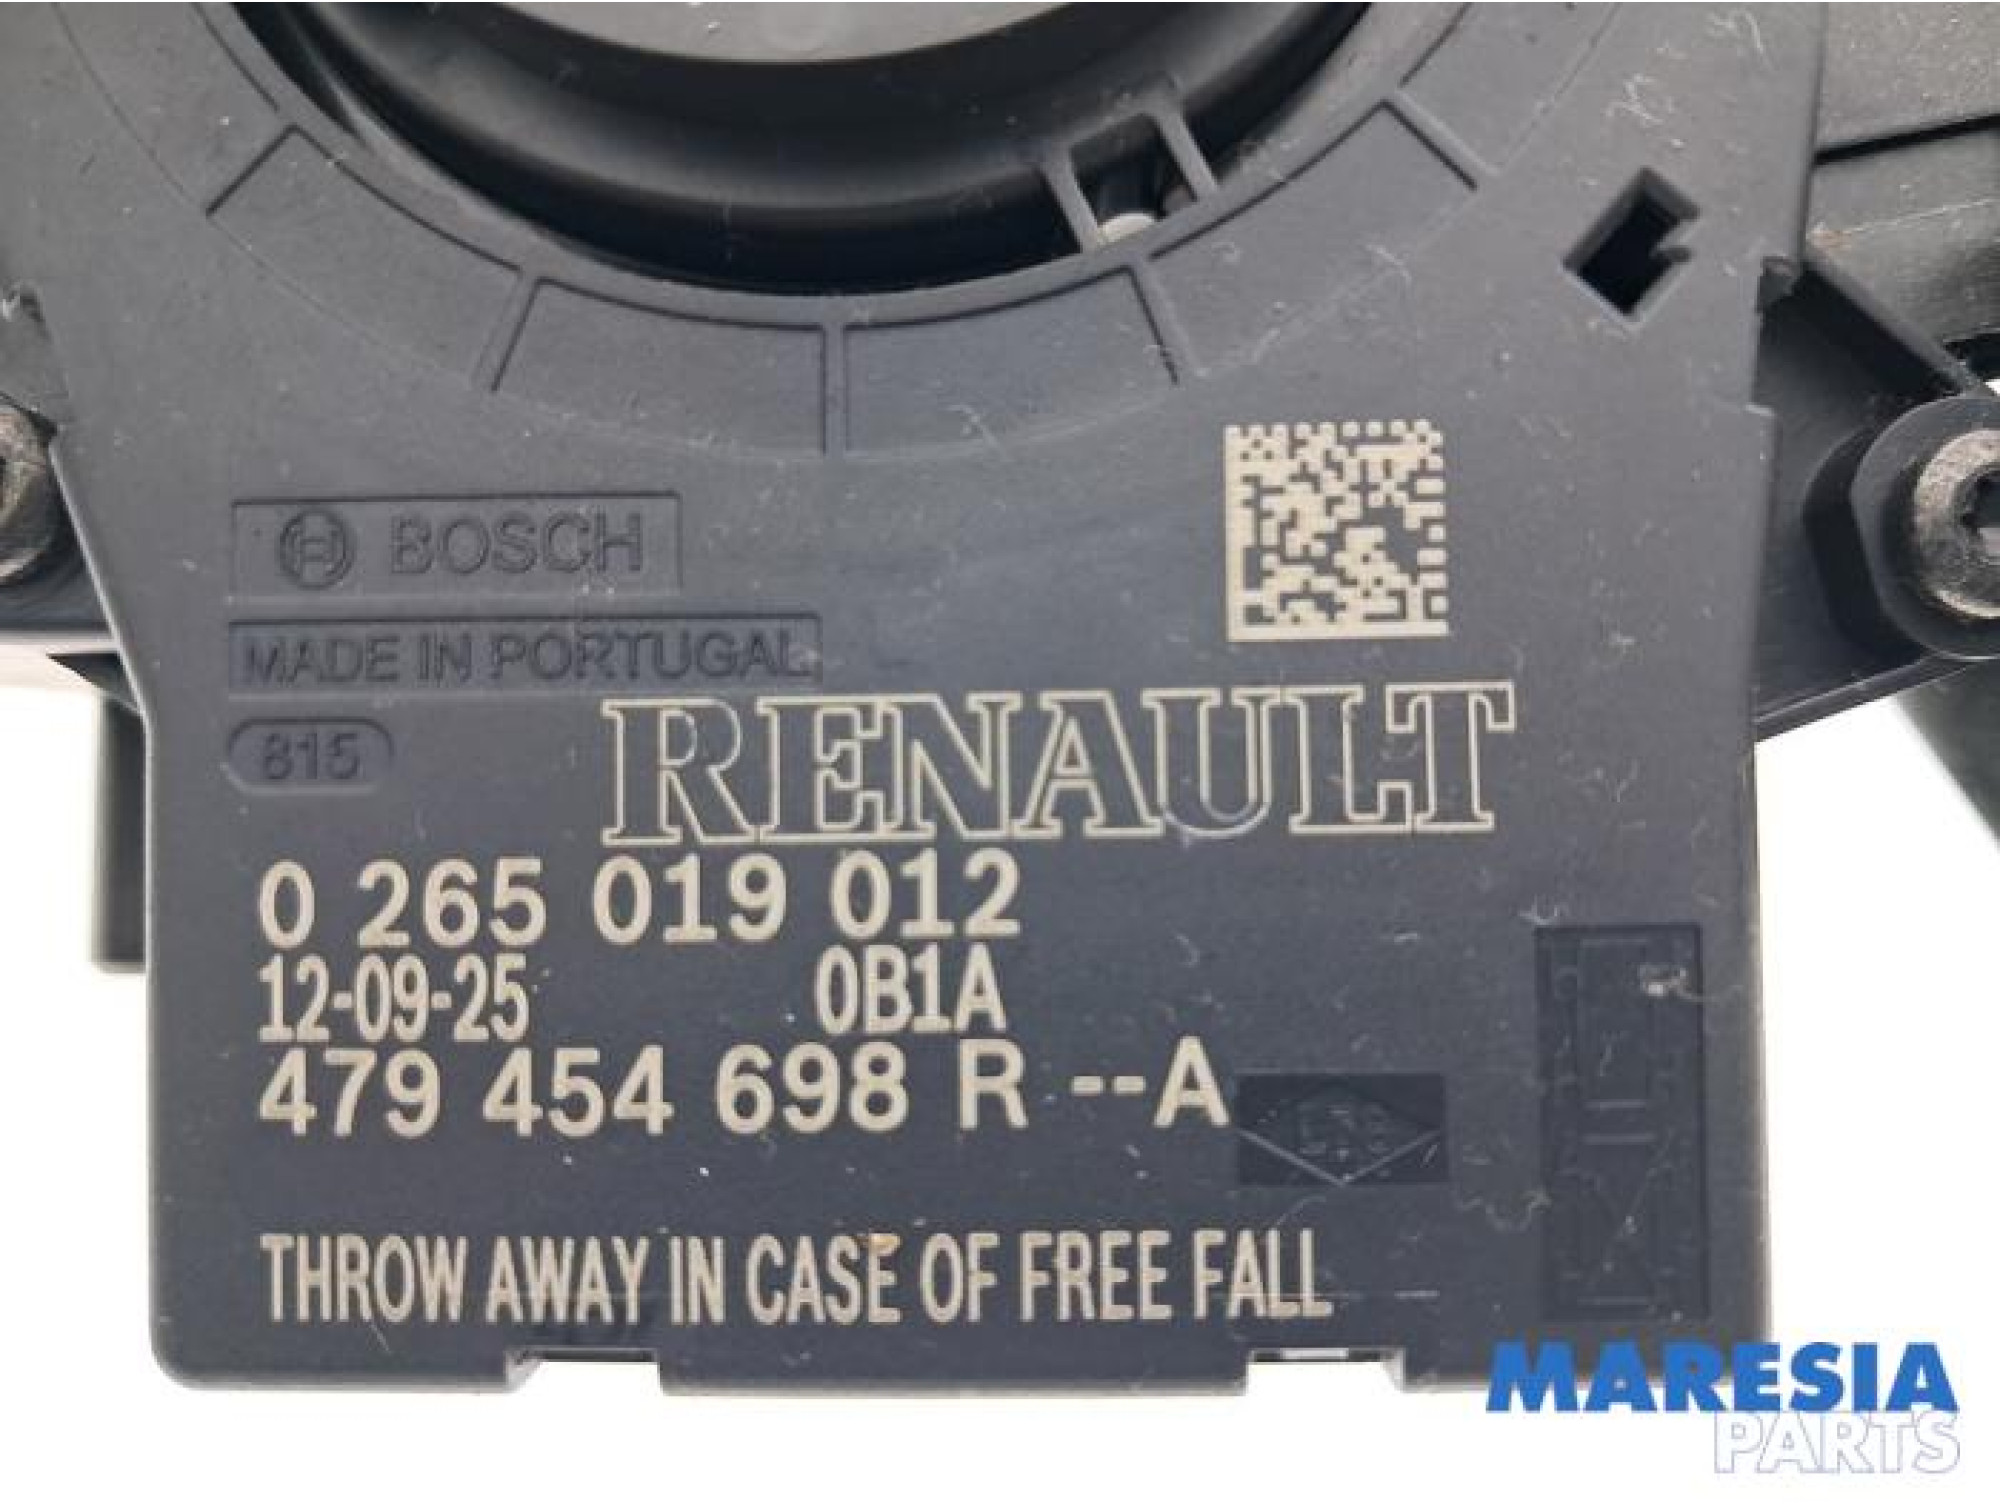 BOSCH
MADE IN PORTUGAL
815
RENAULT
0 265 019 012
12-09-25 0B1A
479 454 698 R --A
THROW AWAY IN CASE OF FREE FALL
MARESIA
PARTS